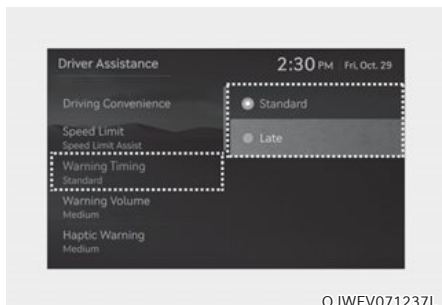 Driver Assistance
2:30 PM Fri, Oct. 29
Driving Convenience
Speed Limit
Speed Limit Assist
Warning Timing
Standard
Warning Volume
Medium
Haptic Warning
Medium
Standard
Late
OJWEV071237L